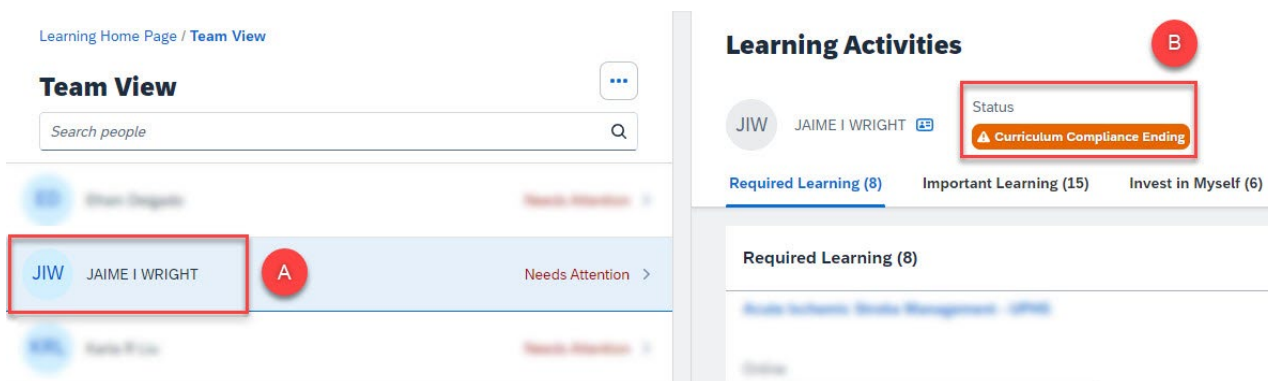 Learning Home Page / Team View
Team View
Search people
JIW JAIME I WRIGHT A Needs Attention
Learning Activities
B
JIW JAIME I WRIGHT
Status
Curriculum Compliance Ending
Required Learning (8) Important Learning (15) Invest in Myself (6)
Required Learning (8)